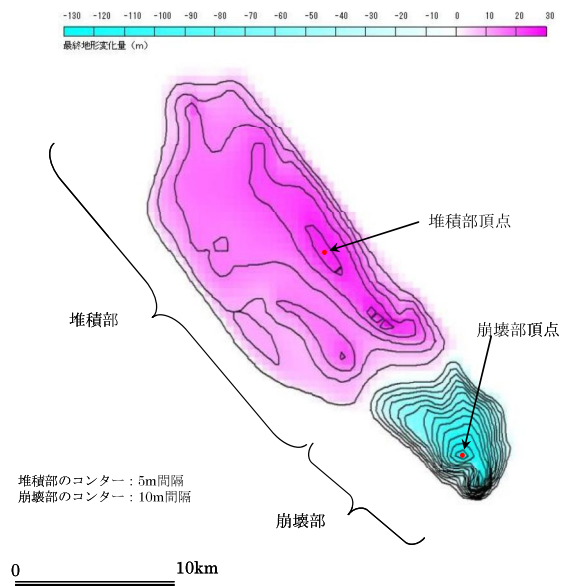 -130 -120 -110 -100 -90 -80 -70 -60 -50 -40 -30 -20 -10 0 10 20 30
最終地形変化量（m）
堆積部頂点
堆積部
崩壊部頂点
堆積部のコンター：5m間隔
崩壊部のコンター：10m間隔
崩壊部
0 10km